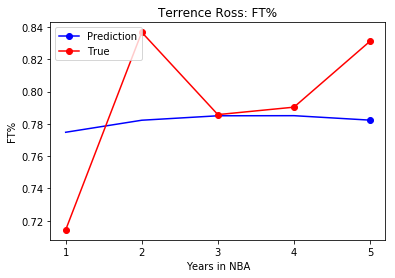 Terrence Ross: FT%
Prediction
True
FT%
0.84
0.82
0.80
0.78
0.76
0.74
0.72
1 2 3 4 5
Years in NBA